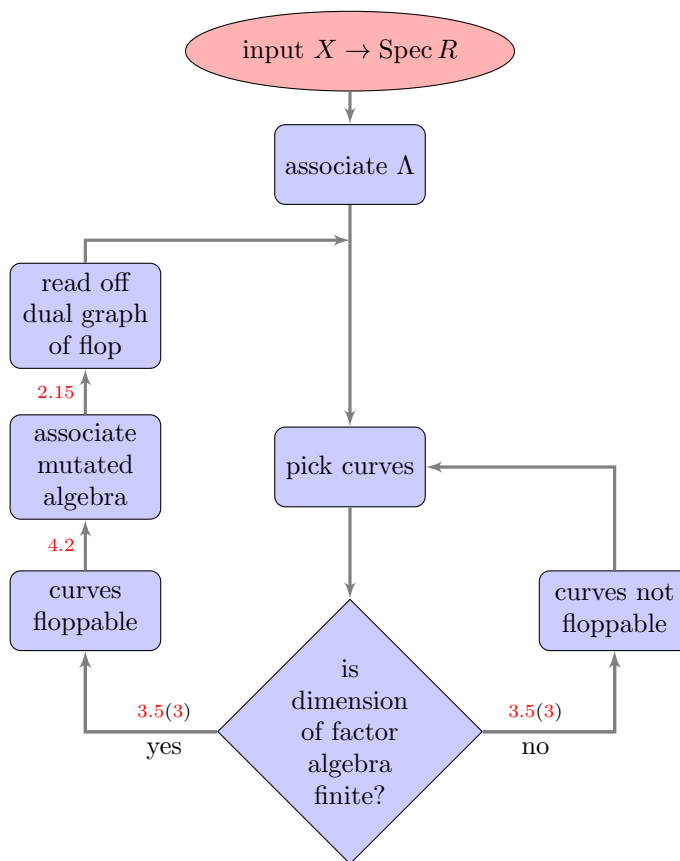 input X → Spec R
associate Λ
read off
dual graph
of flop
2.15
associate
mutated
algebra
pick curves
4.2
curves
floppable
curves not
floppable
is
dimension
of factor
algebra
finite?
3.5(3)
yes
3.5(3)
no